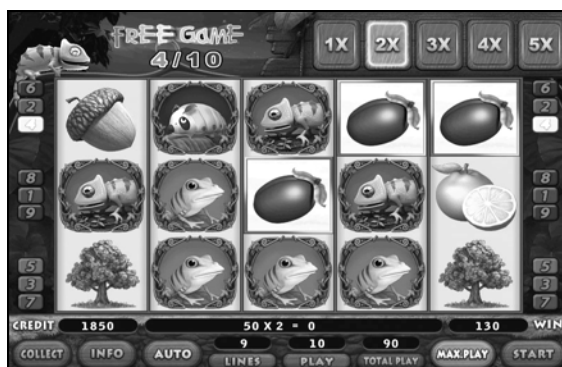 FREE GAME
4/10
1X 2X 3X 4X 5X
6 6
2 2
4 4
8 8
1 1
9 9
5 5
3 3
7 7
CREDIT 1850 50 X 2 = 0 130 WIN
9 10 90
COLLECT INFO AUTO LINES PLAY TOTAL PLAY MAX.PLAY START